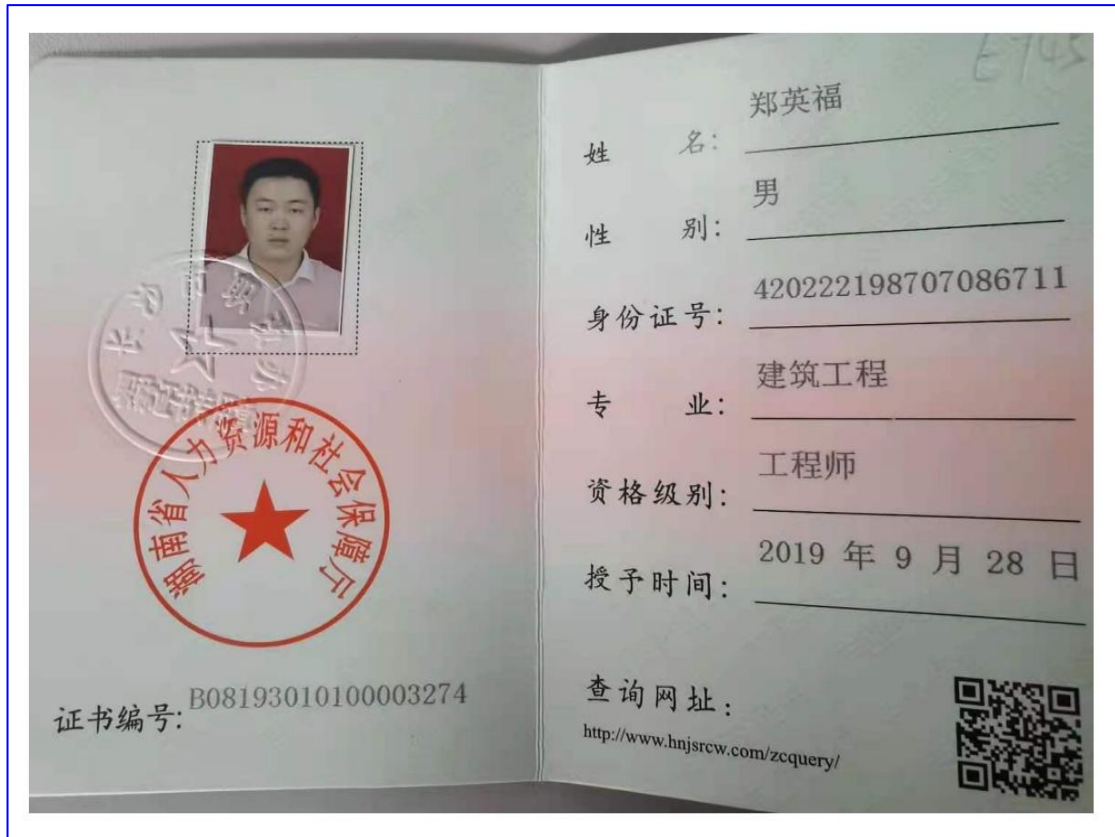 湖南省人力资源和社会保障厅
证书编号:B08193010100003274
E745
姓 名:郑英福
性 别:男
身份证号:420222198707086711
专 业:建筑工程
资格级别:工程师
授予时间:2019 年 9 月 28 日
查询网址:
http://www.hnjsrcw.com/zcquery/